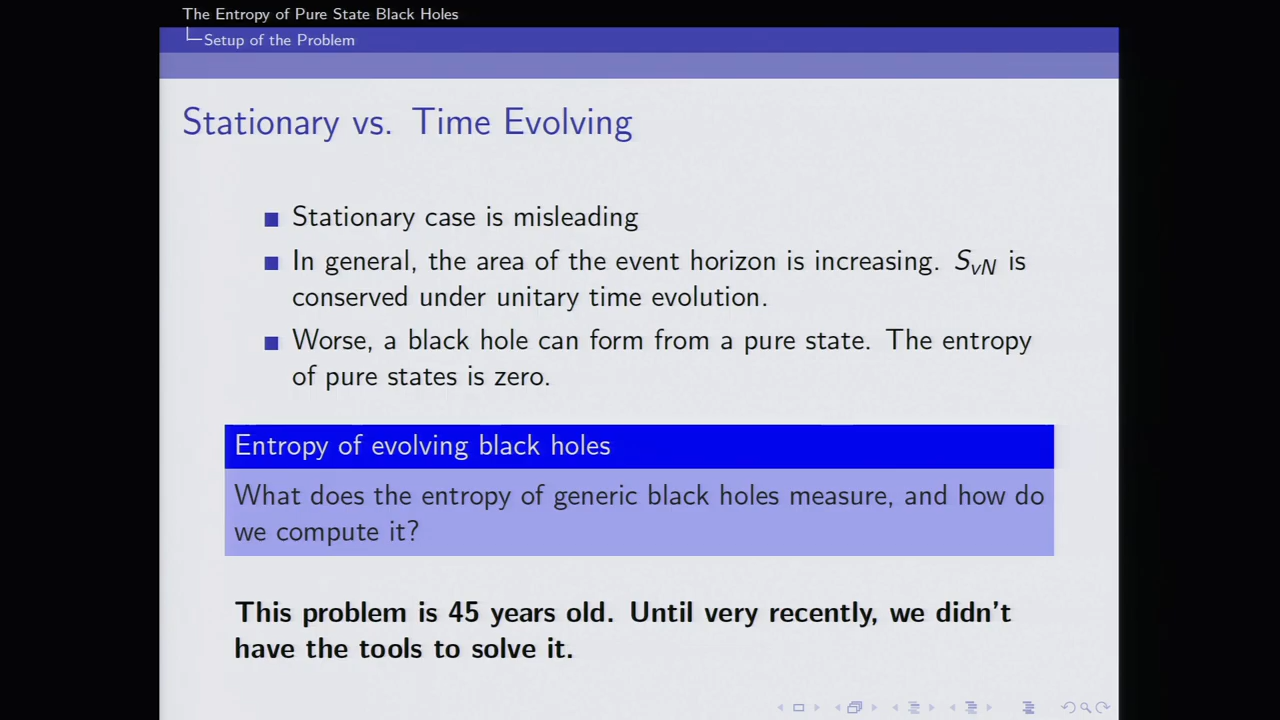 The Entropy of Pure State Black Holes
Setup of the Problem
Stationary vs. Time Evolving
Stationary case is misleading
In general, the area of the event horizon is increasing. SvN is
conserved under unitary time evolution.
Worse, a black hole can form from a pure state. The entropy
of pure states is zero.
Entropy of evolving black holes
What does the entropy of generic black holes measure, and how do
we compute it?
This problem is 45 years old. Until very recently, we didn't
have the tools to solve it.